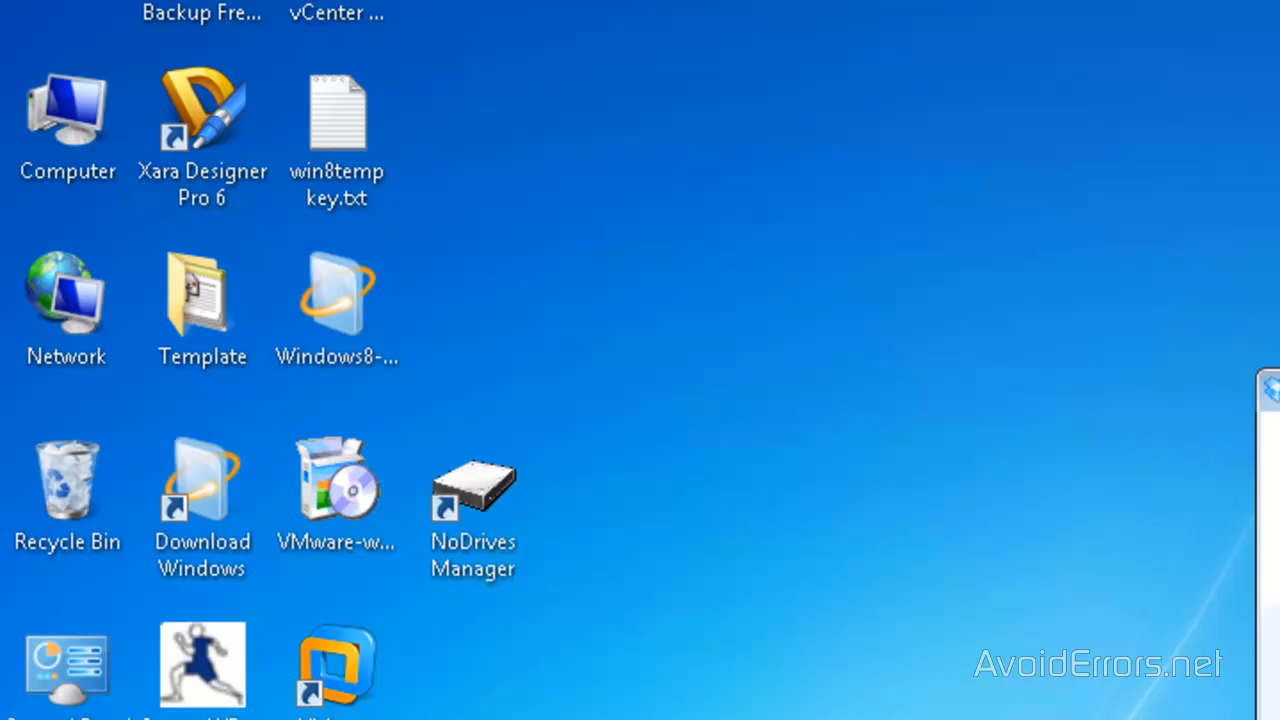 Backup Fre...
vCenter ...
Computer
Xara Designer
Pro 6
win8temp
key.txt
Network
Template
Windows8-...
Recycle Bin
Download
Windows
VMware-w...
NoDrives
Manager
AvoidErrors.net